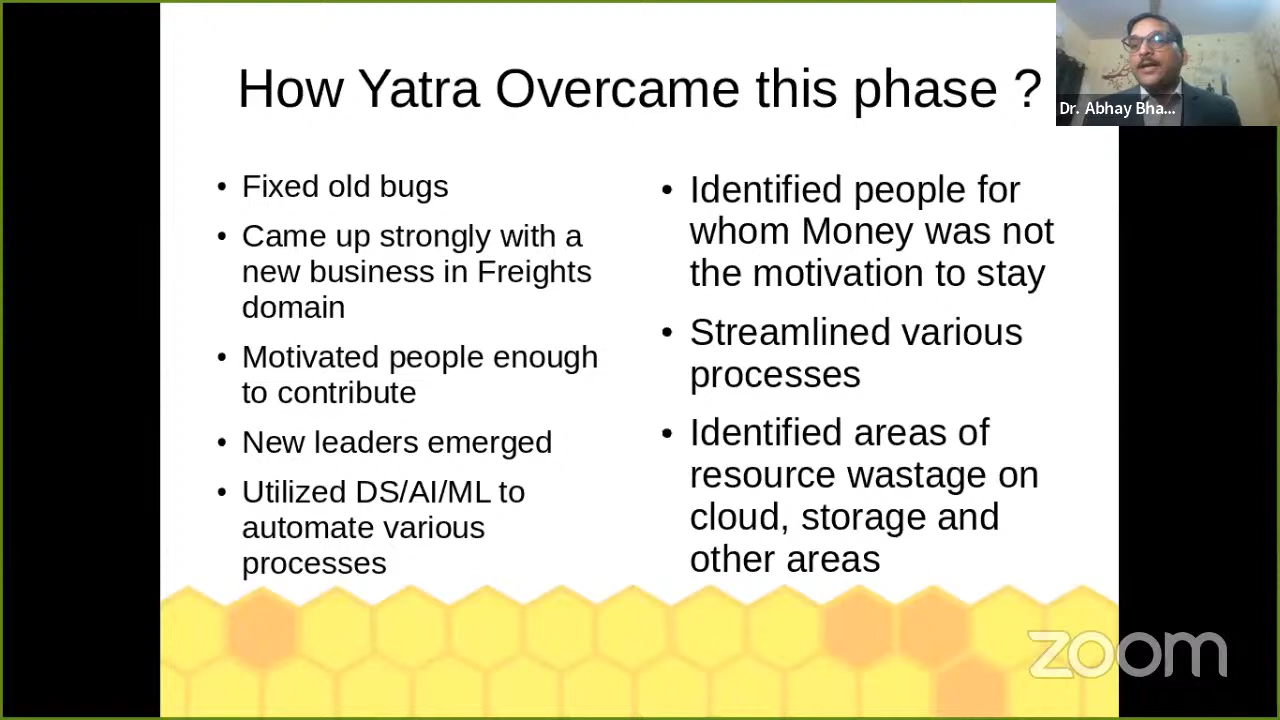 How Yatra Overcame this phase ?
Dr. Abhay Bha...
• Fixed old bugs
• Came up strongly with a
new business in Freights
domain
• Motivated people enough
to contribute
• New leaders emerged
• Utilized DS/AI/ML to
automate various
processes
• Identified people for
whom Money was not
the motivation to stay
• Streamlined various
processes
• Identified areas of
resource wastage on
cloud, storage and
other areas
zoom